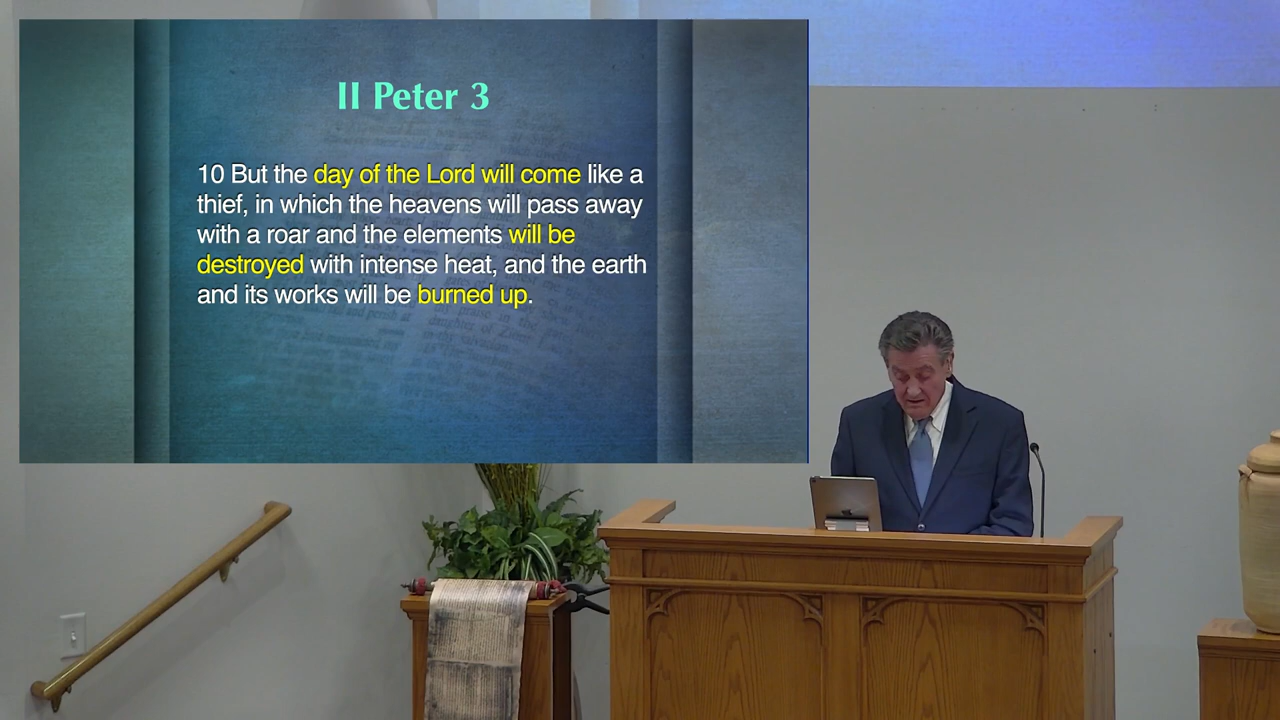 II Peter 3
10 But the day of the Lord will come like a
thief, in which the heavens will pass away
with a roar and the elements will be
destroyed with intense heat, and the earth
and its works will be burned up.